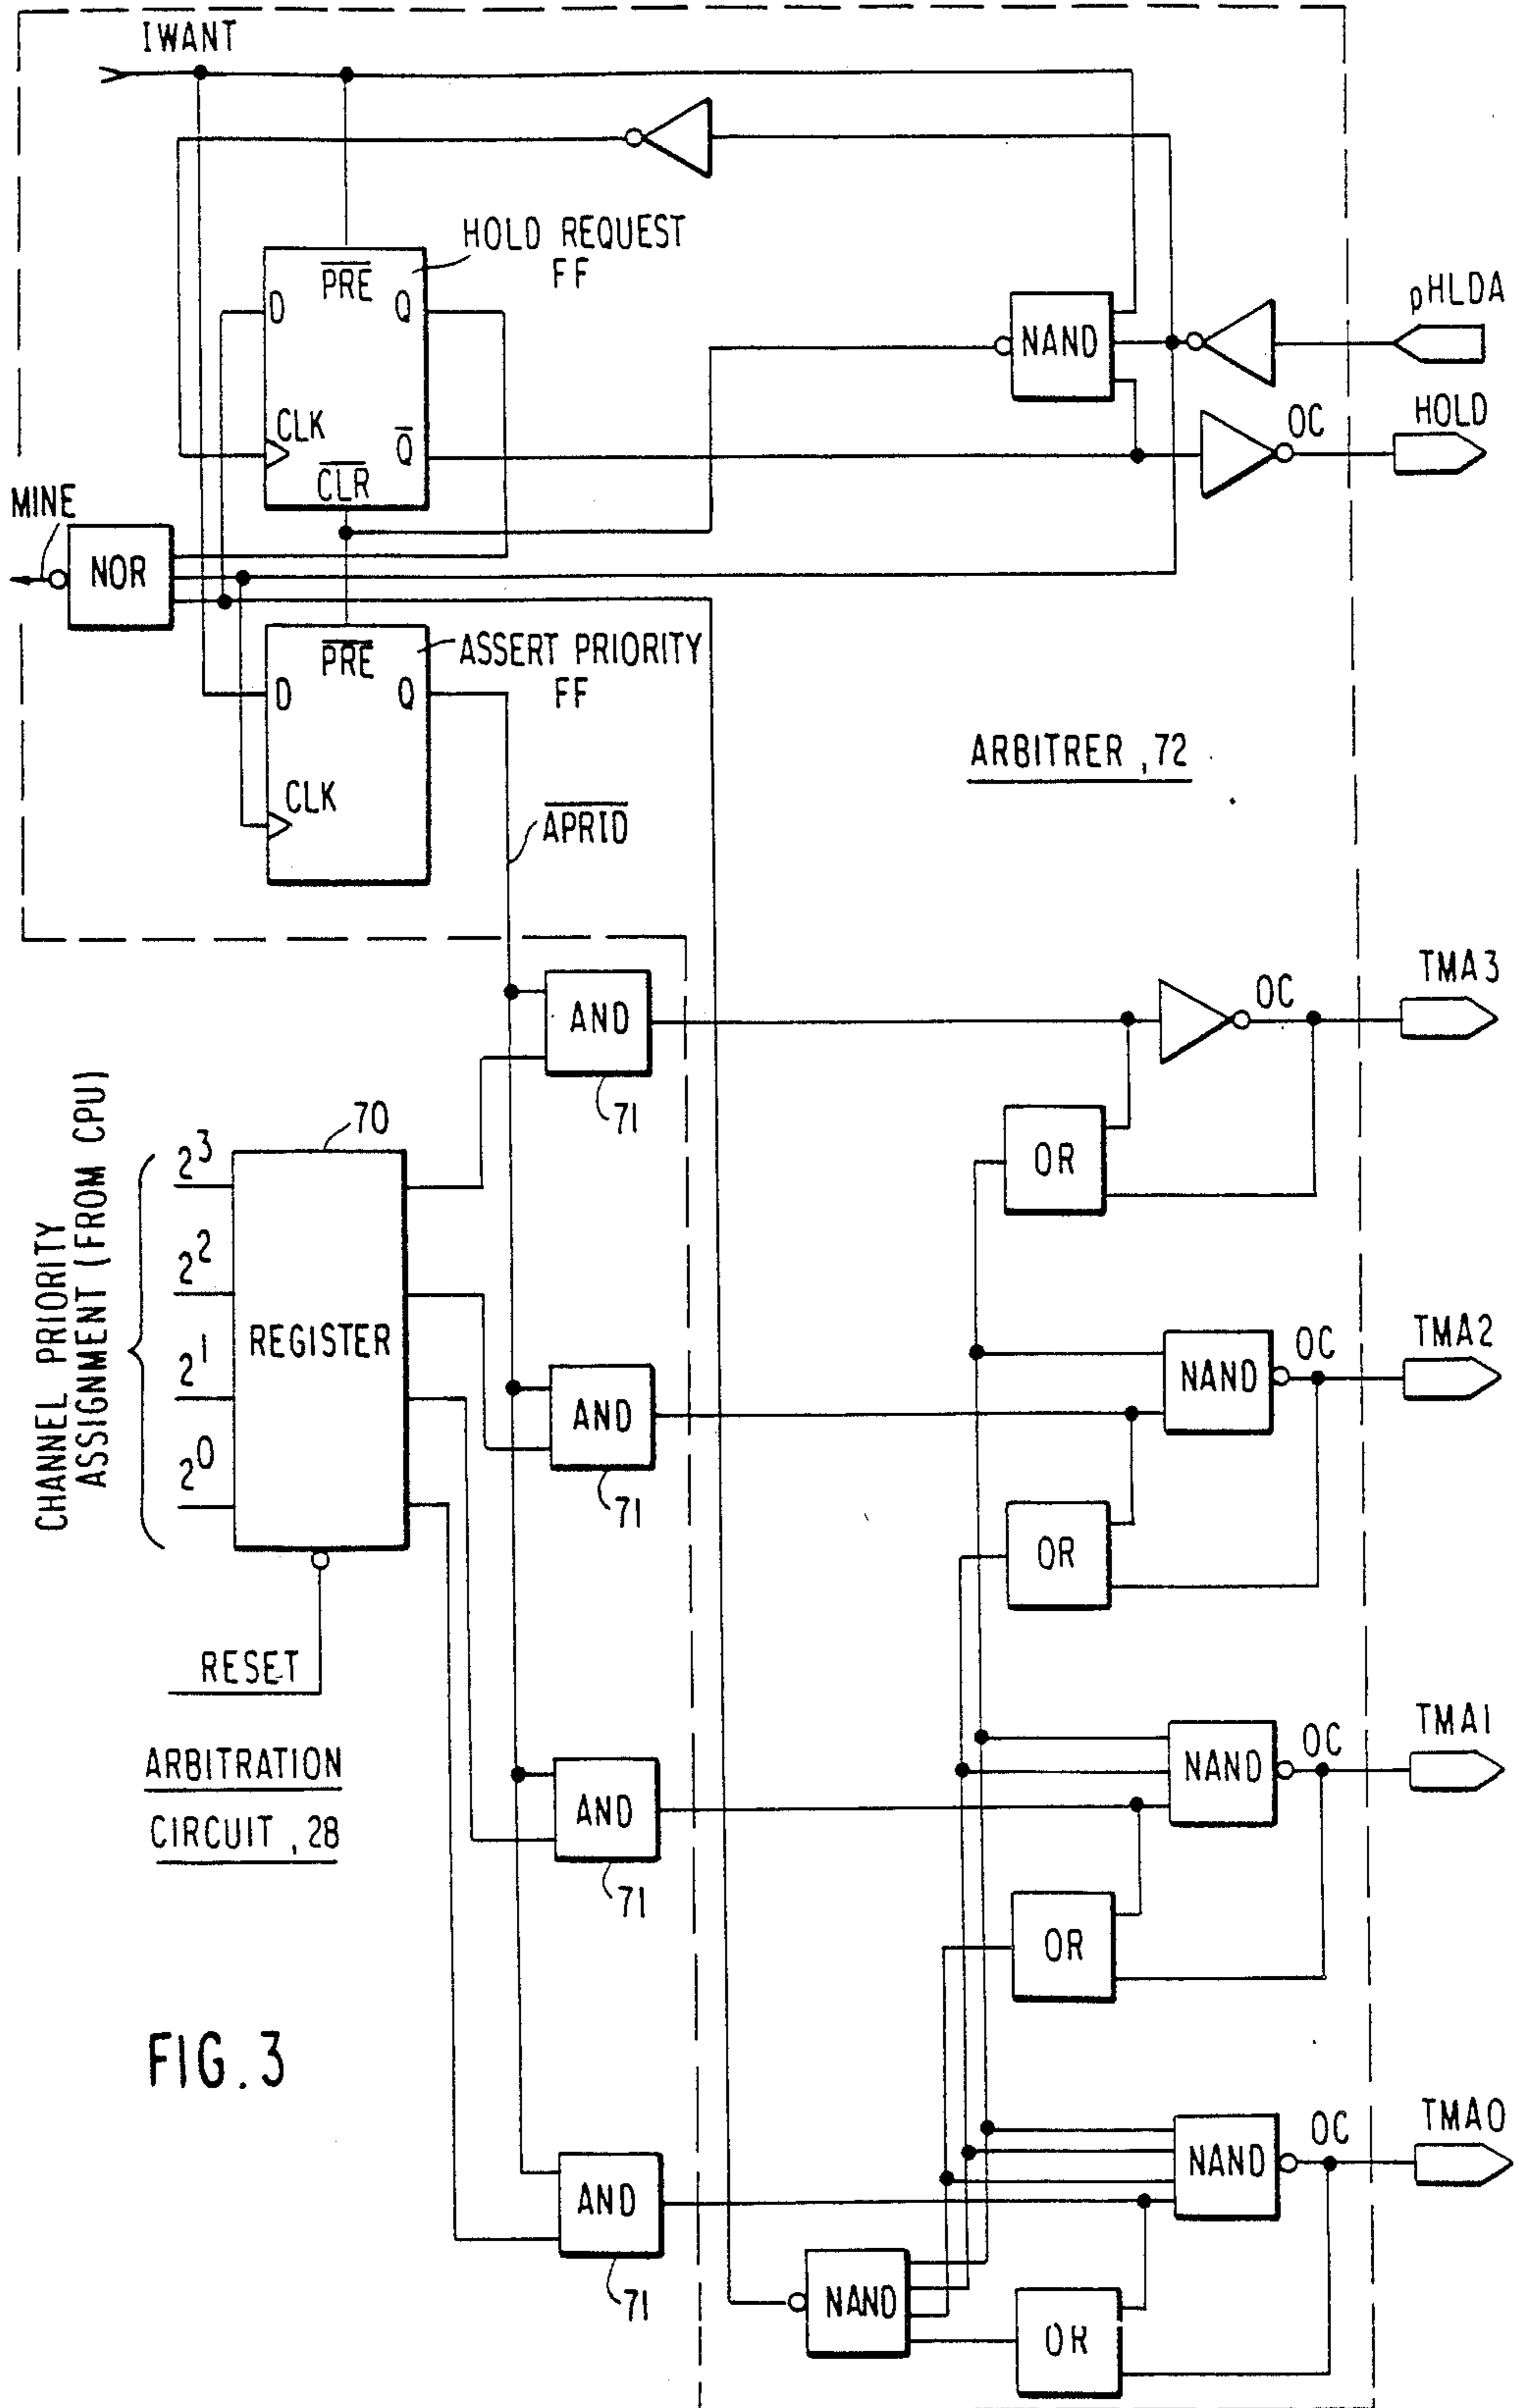 IWANT
HOLD REQUEST
FF
PRE
D
Q
CLK
Q
CLR
NAND
pHLDA
OC
HOLD
MINE
NOR
PRE
D
Q
CLK
ASSERT PRIORITY
FF
APRIO
ARBITRER ,72
AND
71
OC
TMA3
OR
CHANNEL PRIORITY
ASSIGNMENT (FROM CPU)
2³
2²
2¹
2⁰
70
REGISTER
RESET
AND
71
NAND
OC
TMA2
OR
ARBITRATION
CIRCUIT ,28
AND
71
NAND
OC
TMA1
OR
FIG. 3
AND
71
NAND
OC
TMA0
NAND
OR